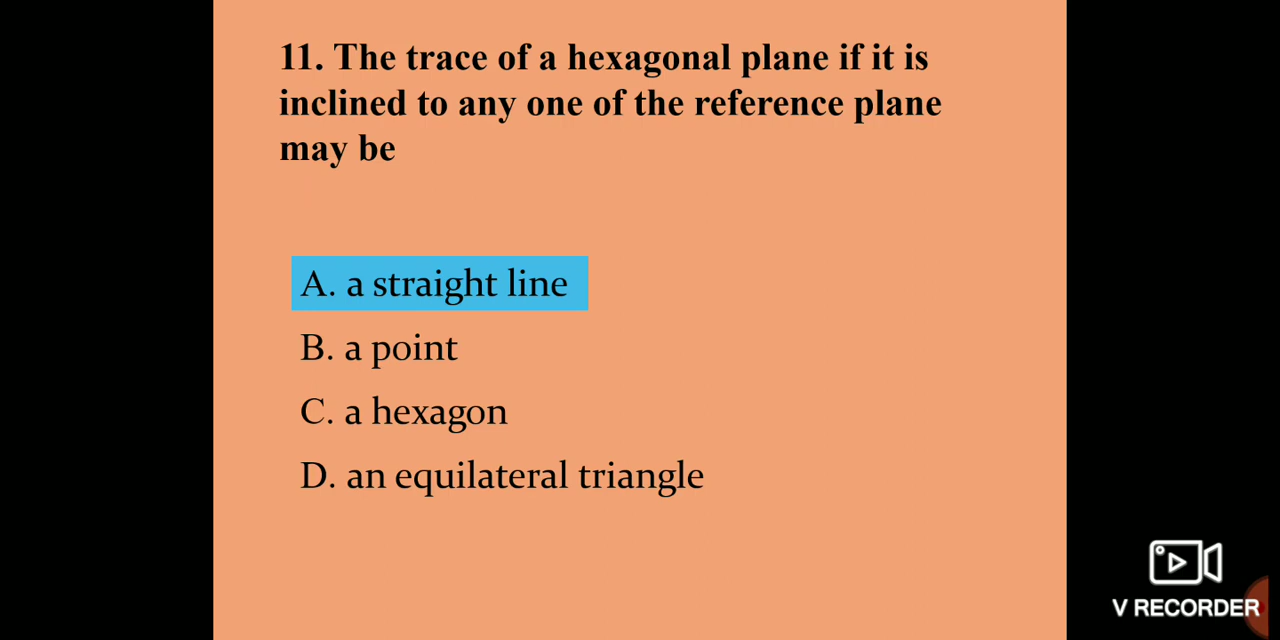 11. The trace of a hexagonal plane if it is
inclined to any one of the reference plane
may be
A. a straight line
B. a point
C. a hexagon
D. an equilateral triangle
V RECORDER